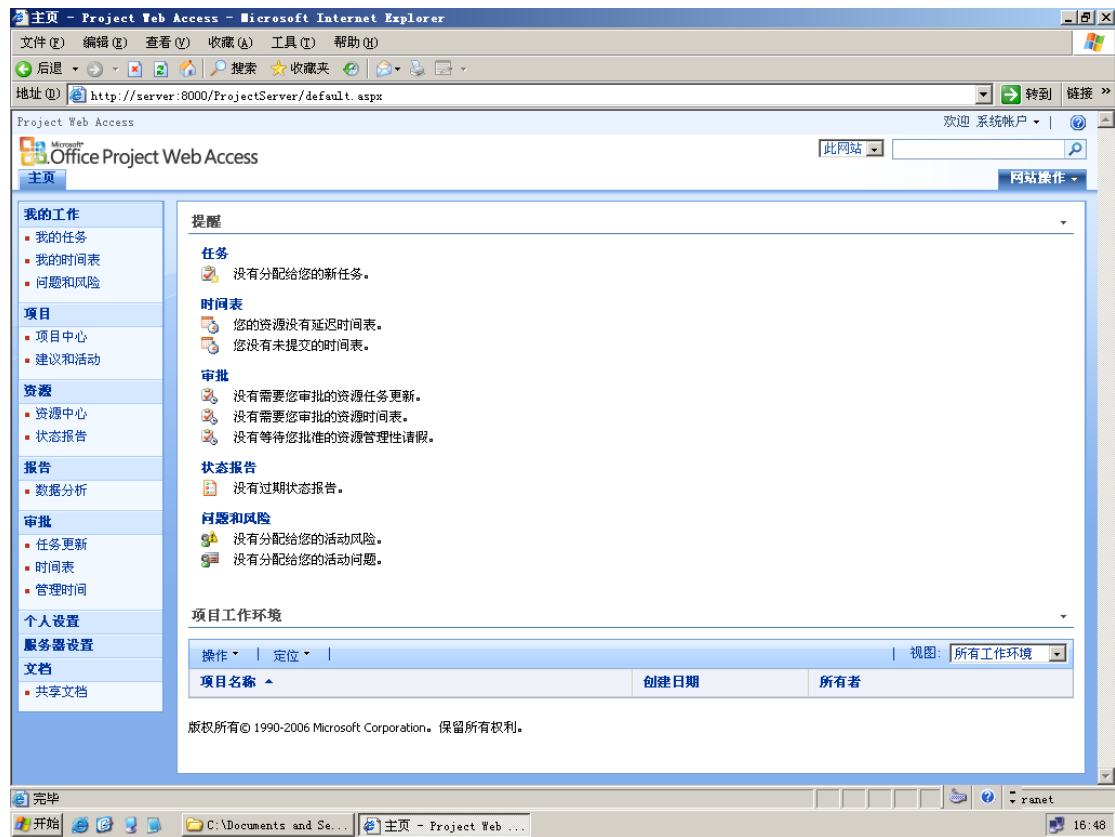 主页 - Project Web Access - Microsoft Internet Explorer
文件(F) 编辑(E) 查看(V) 收藏(A) 工具(T) 帮助(H)
后退 搜索 收藏夹
地址(D) http://server:8000/ProjectServer/default.aspx 转到 链接 »
Project Web Access 欢迎 系统帐户
Microsoft
Office Project Web Access 此网站
主页 网站操作
我的工作
我的任务
我的时间表
问题和风险
项目
项目中心
建议和活动
资源
资源中心
状态报告
报告
数据分析
审批
任务更新
时间表
管理时间
个人设置
服务器设置
文档
共享文档
提醒
任务
没有分配给您的新任务。
时间表
您的资源没有延迟时间表。
您没有未提交的时间表。
审批
没有需要您审批的资源任务更新。
没有需要您审批的资源时间表。
没有等待您批准的资源管理性请假。
状态报告
没有过期状态报告。
问题和风险
没有分配给您的活动风险。
没有分配给您的活动问题。
项目工作环境
操作 定位 视图: 所有工作环境
项目名称 创建日期 所有者
版权所有© 1990-2006 Microsoft Corporation。保留所有权利。
完毕 ranet
开始 C:\Documents and Se... 主页 - Project Web ... 16:48